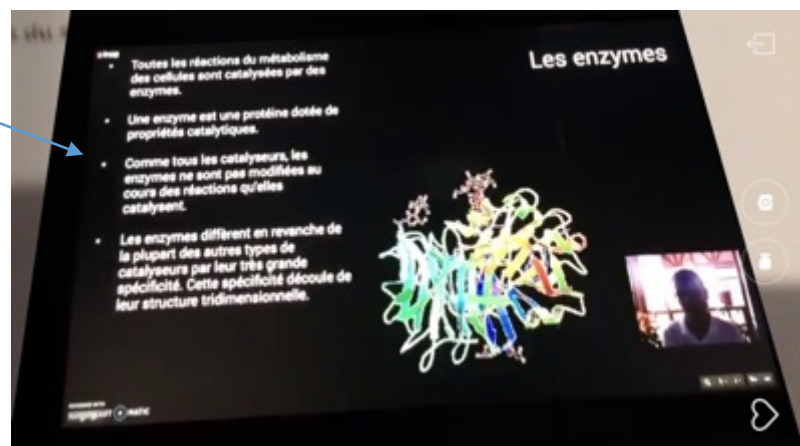 Les enzymes
Toutes les réactions du métabolisme
des cellules sont catalysées par des
enzymes.
Une enzyme est une protéine dotée de
propriétés catalytiques.
Comme tous les catalyseurs, les
enzymes ne sont pas modifiées au
cours des réactions qu'elles
catalysent.
Les enzymes diffèrent en revanche de
la plupart des autres types de
catalyseurs par leur très grande
spécificité. Cette spécificité découle de
leur structure tridimensionnelle.